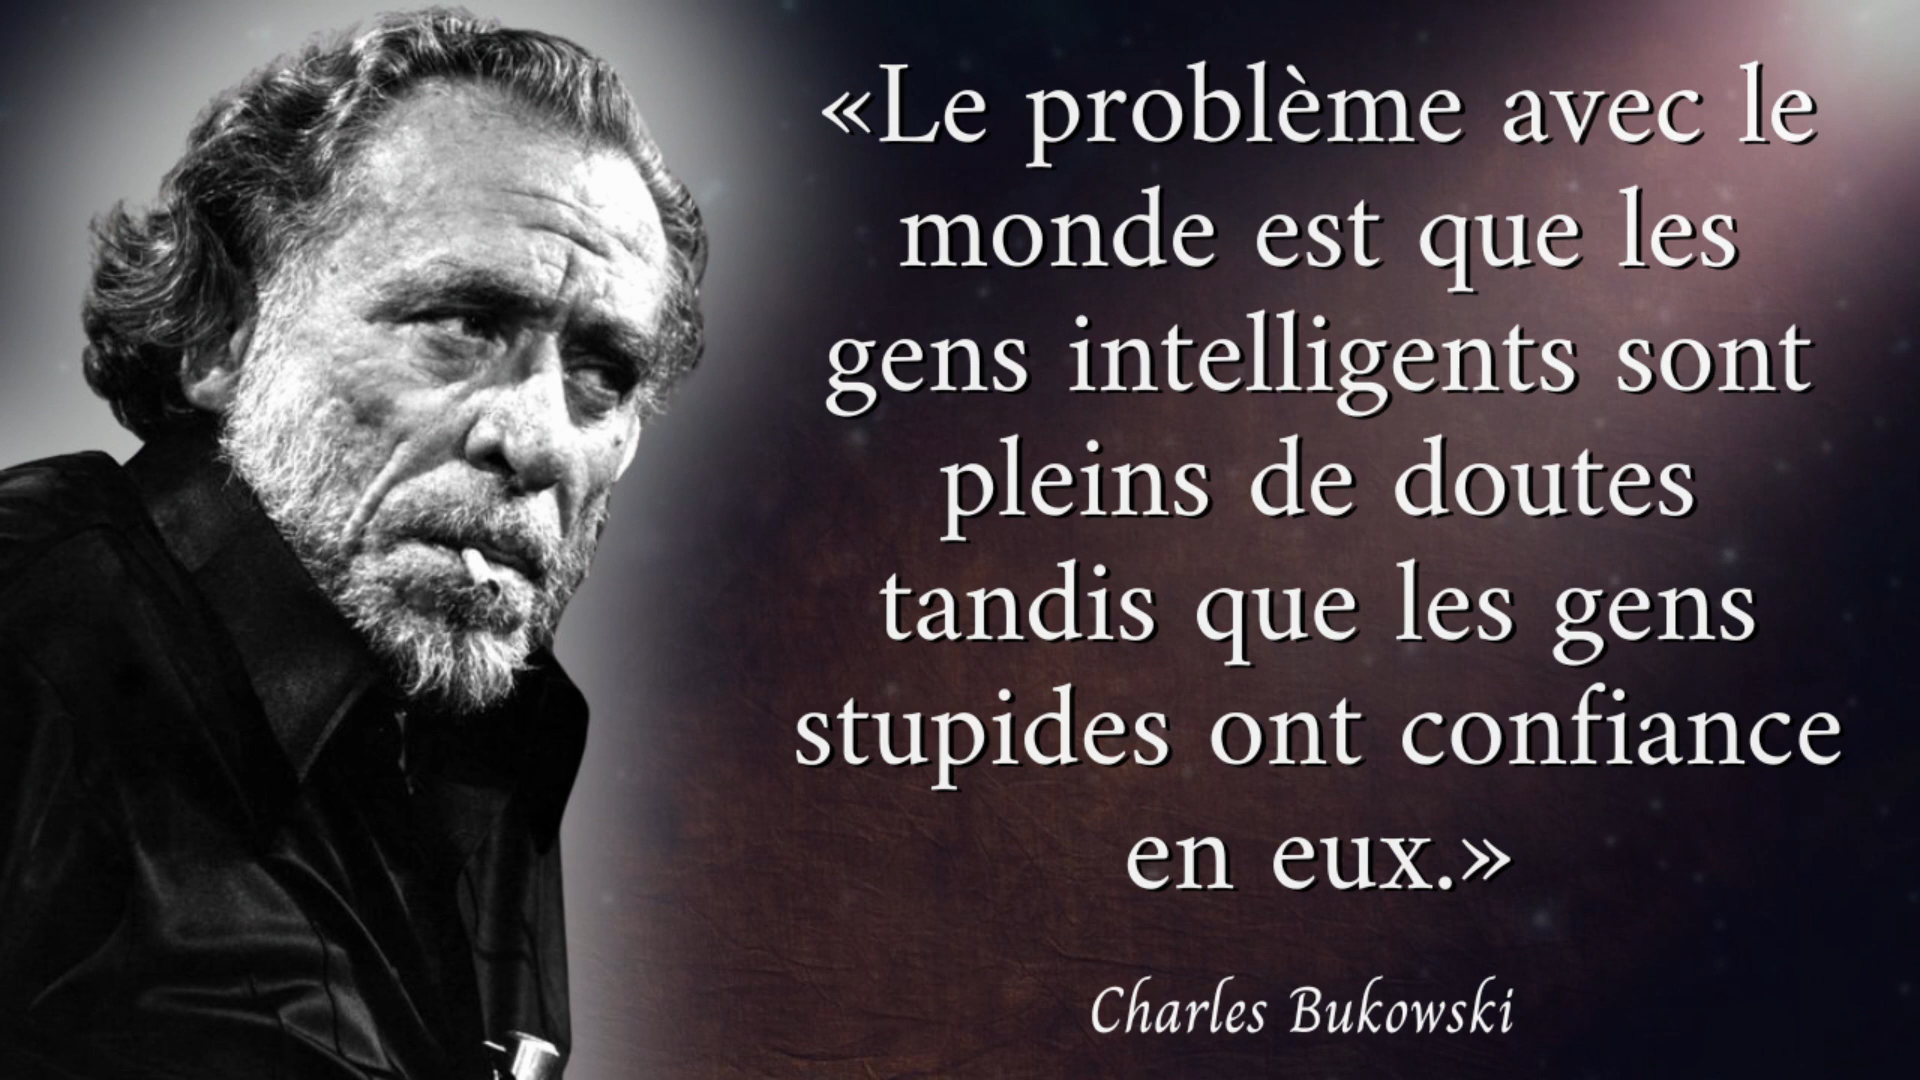 «Le problème avec le
monde est que les
gens intelligents sont
pleins de doutes
tandis que les gens
stupides ont confiance
en eux.»
Charles Bukowski